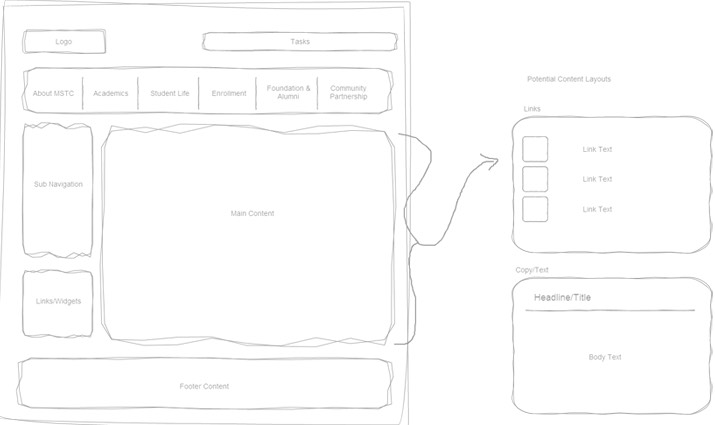 Logo
Tasks
About MSTC
Academics
Student Life
Enrollment
Foundation &
Alumni
Community
Partnership
Sub Navigation
Main Content
Links/Widgets
Footer Content
Potential Content Layouts
Links
Link Text
Link Text
Link Text
Copy/Text
Headline/Title
Body Text